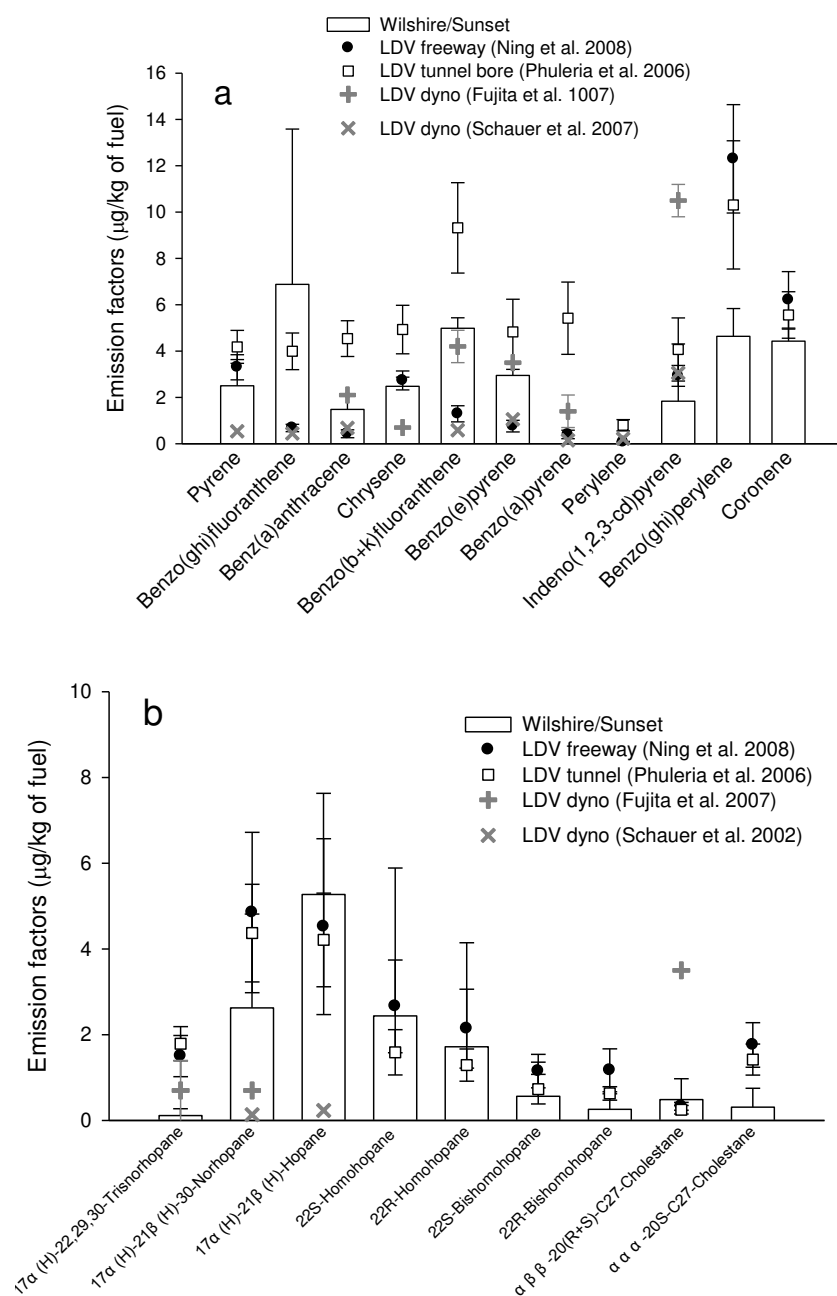 Wilshire/Sunset
LDV freeway (Ning et al. 2008)
LDV tunnel bore (Phuleria et al. 2006)
LDV dyno (Fujita et al. 1007)
LDV dyno (Schauer et al. 2007)
a
Emission factors (μg/kg of fuel)
16
14
12
10
8
6
4
2
0
Pyrene
Benzo(ghi)fluoranthene
Benz(a)anthracene
Chrysene
Benzo(b+k)fluoranthene
Benzo(e)pyrene
Benzo(a)pyrene
Perylene
Indeno(1,2,3-cd)pyrene
Benzo(ghi)perylene
Coronene
b
Wilshire/Sunset
LDV freeway (Ning et al. 2008)
LDV tunnel (Phuleria et al. 2006)
LDV dyno (Fujita et al. 2007)
LDV dyno (Schauer et al. 2002)
Emission factors (μg/kg of fuel)
10
8
6
4
2
0
17α (H)-22,29,30-Trisnorhopane
17α (H)-21β (H)-30-Norhopane
17α (H)-21β (H)-Hopane
22S-Homohopane
22R-Homohopane
22S-Bishomohopane
22R-Bishomohopane
α β β -20(R+S)-C27-Cholestane
α α α -20S-C27-Cholestane